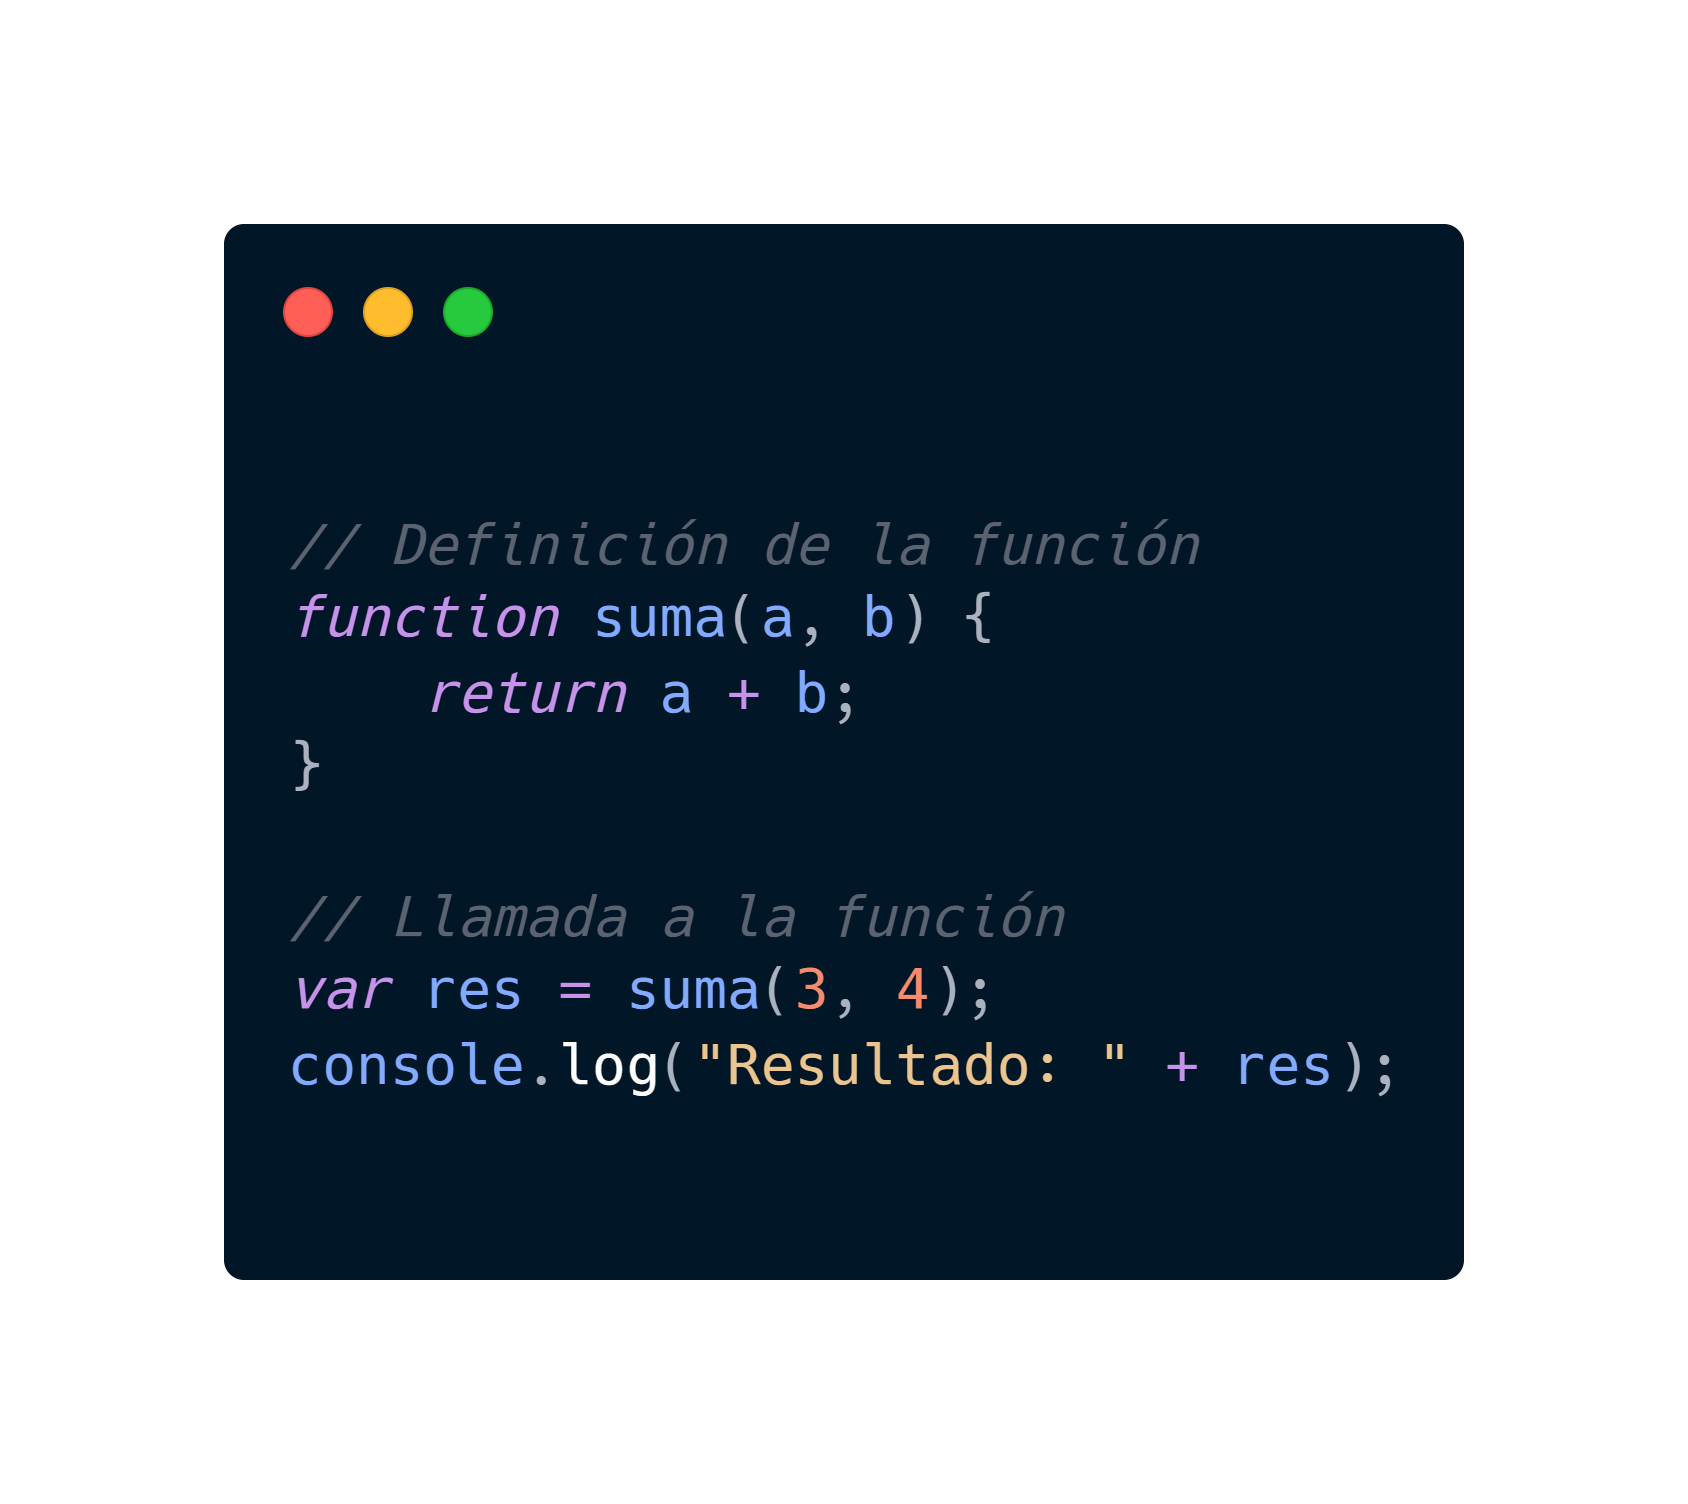 // Definición de la función
function suma(a, b) {
    return a + b;
}

// Llamada a la función
var res = suma(3, 4);
console.log("Resultado: " + res);